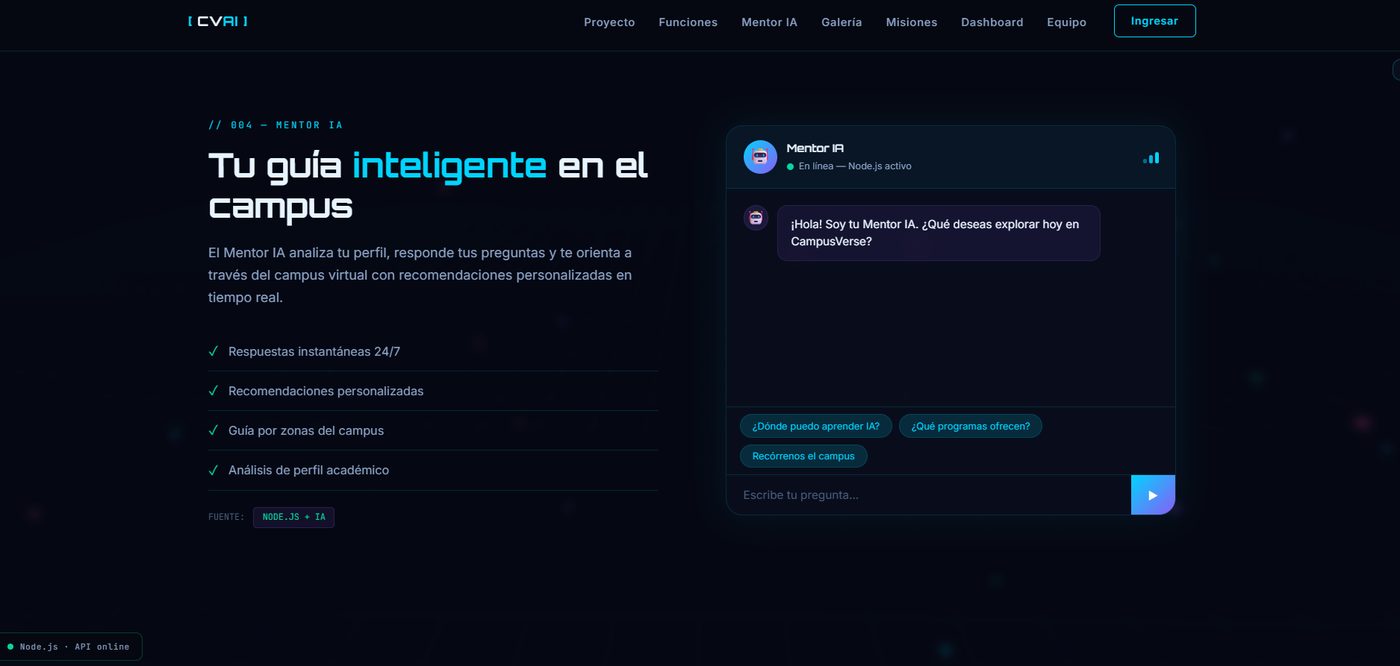 [ CVAI ]
Proyecto Funciones Mentor IA Galería Misiones Dashboard Equipo Ingresar
// 004 — MENTOR IA
Tu guía inteligente en el
campus
El Mentor IA analiza tu perfil, responde tus preguntas y te orienta a
través del campus virtual con recomendaciones personalizadas en
tiempo real.
✓ Respuestas instantáneas 24/7
✓ Recomendaciones personalizadas
✓ Guía por zonas del campus
✓ Análisis de perfil académico
FUENTE: NODE.JS + IA
Mentor IA
En línea — Node.js activo
¡Hola! Soy tu Mentor IA. ¿Qué deseas explorar hoy en
CampusVerse?
¿Dónde puedo aprender IA? ¿Qué programas ofrecen?
Recórrenos el campus
Escribe tu pregunta...
Node.js · API online